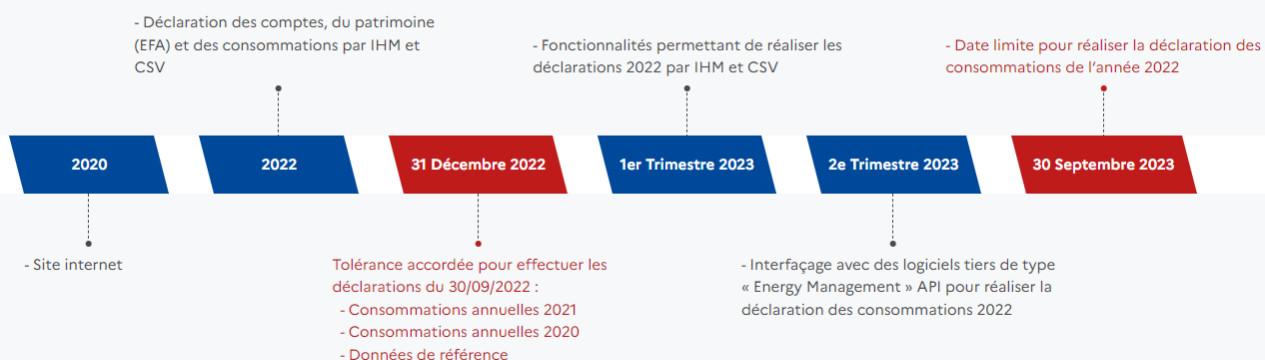 - Déclaration des comptes, du patrimoine
(EFA) et des consommations par IHM et
CSV
- Fonctionnalités permettant de réaliser les
déclarations 2022 par IHM et CSV
- Date limite pour réaliser la déclaration des
consommations de l'année 2022
2020
2022
31 Décembre 2022
1er Trimestre 2023
2e Trimestre 2023
30 Septembre 2023
- Site internet
Tolérance accordée pour effectuer les
déclarations du 30/09/2022 :
- Consommations annuelles 2021
- Consommations annuelles 2020
- Données de référence
- Interfaçage avec des logiciels tiers de type
« Energy Management » API pour réaliser la
déclaration des consommations 2022